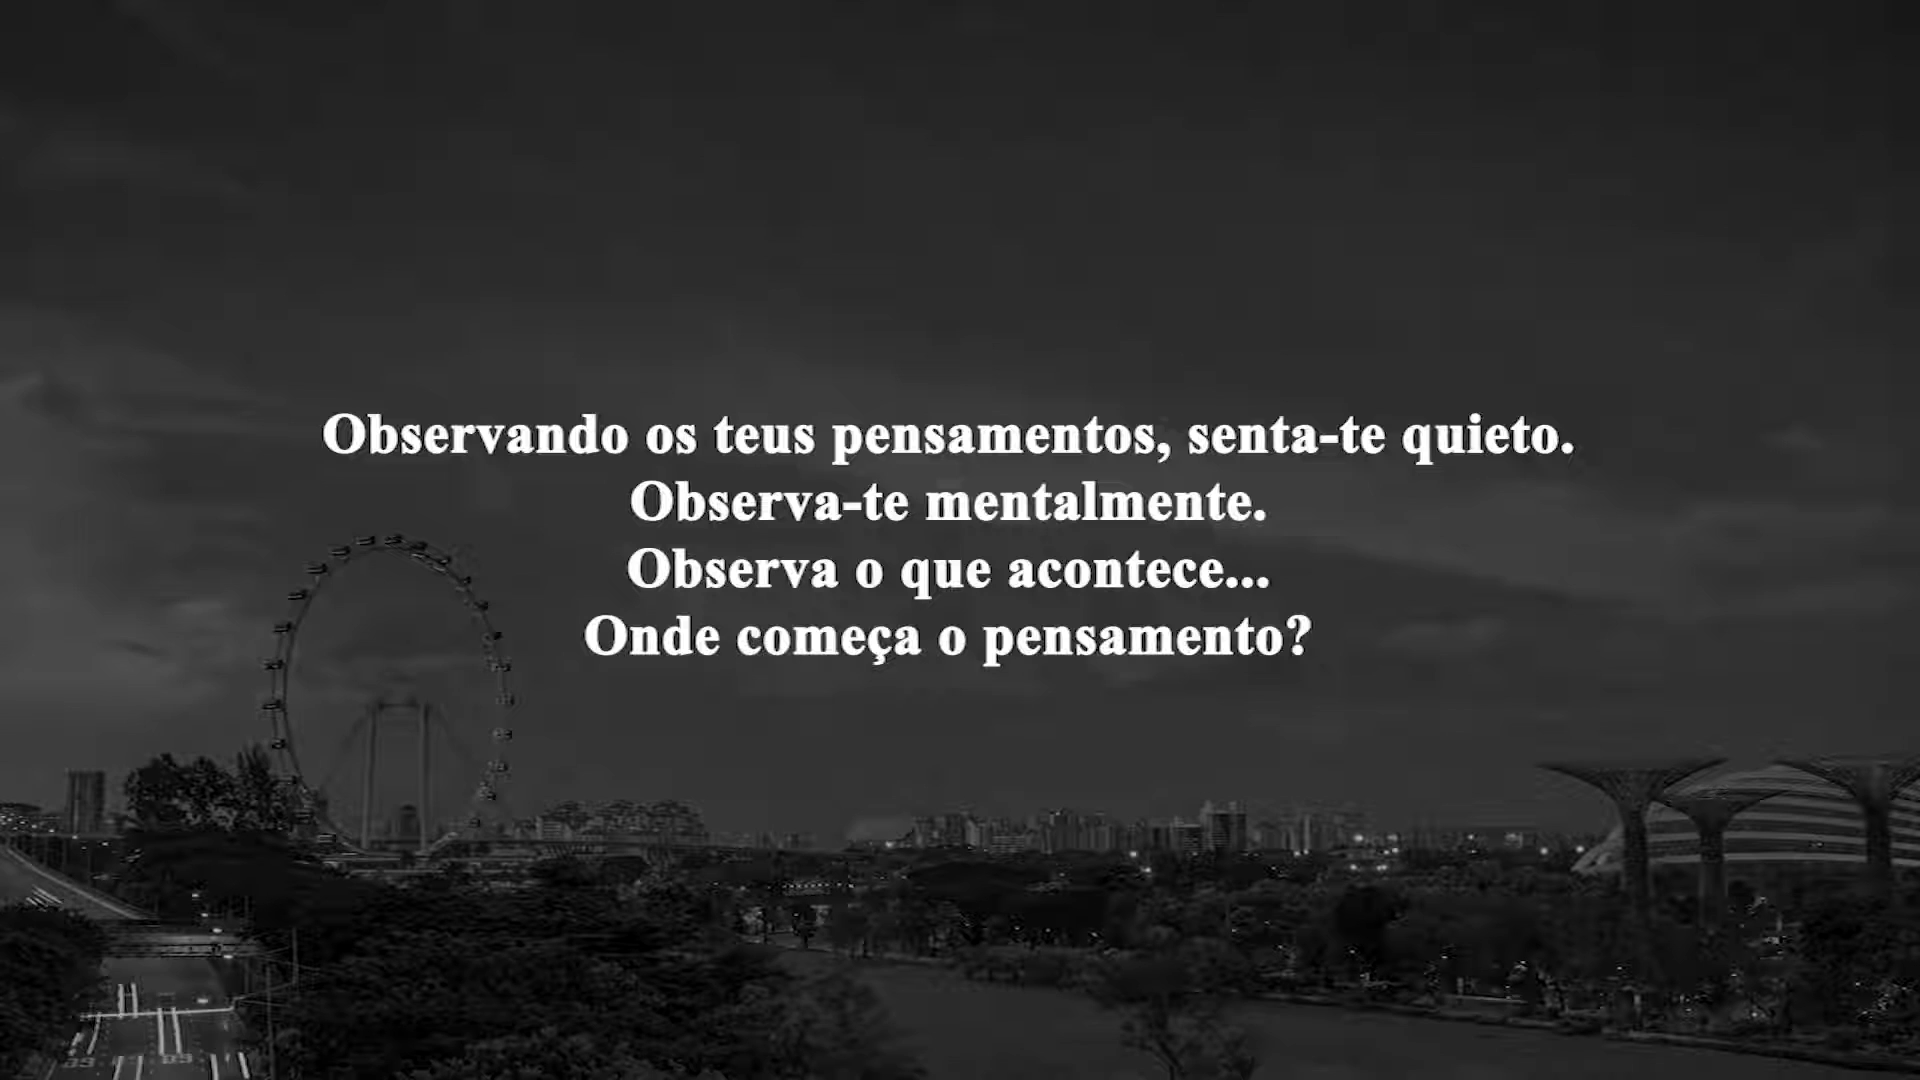 Observando os teus pensamentos, senta-te quieto.
Observa-te mentalmente.
Observa o que acontece...
Onde começa o pensamento?